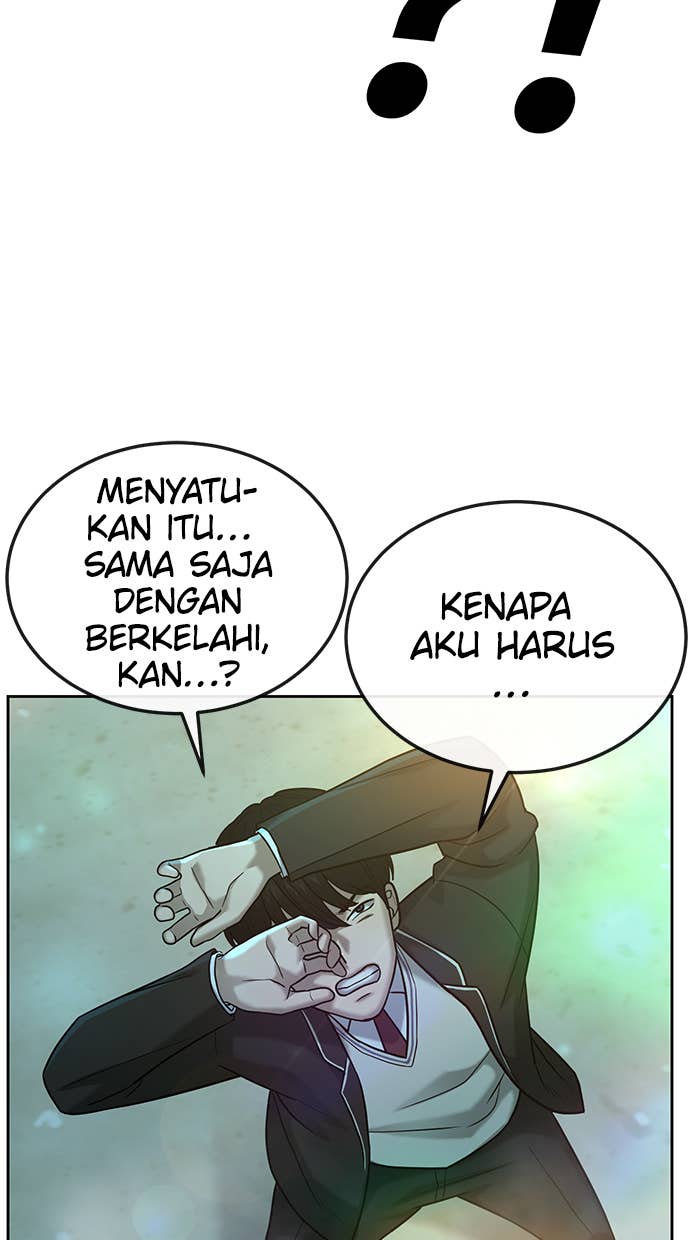 ?!
MENYATU-
KAN ITU...
SAMA SAJA
DENGAN
BERKELAHI,
KAN...?
KENAPA
AKU HARUS
...